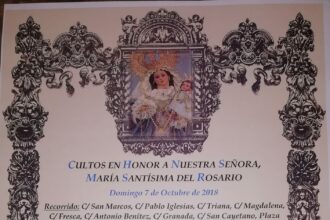 CULTOS EN HONOR A NUESTRA SEÑORA,
MARÍA SANTÍSIMA DEL ROSARIO
Domingo 7 de Octubre de 2018
Recorrido: C/ San Marcos, C/ Pablo Iglesias, C/ Triana, C/ Magdalena,
C/ Fresca, C/ Antonio Benitez, C/ Granada, C/ San Cayetano, Plaza